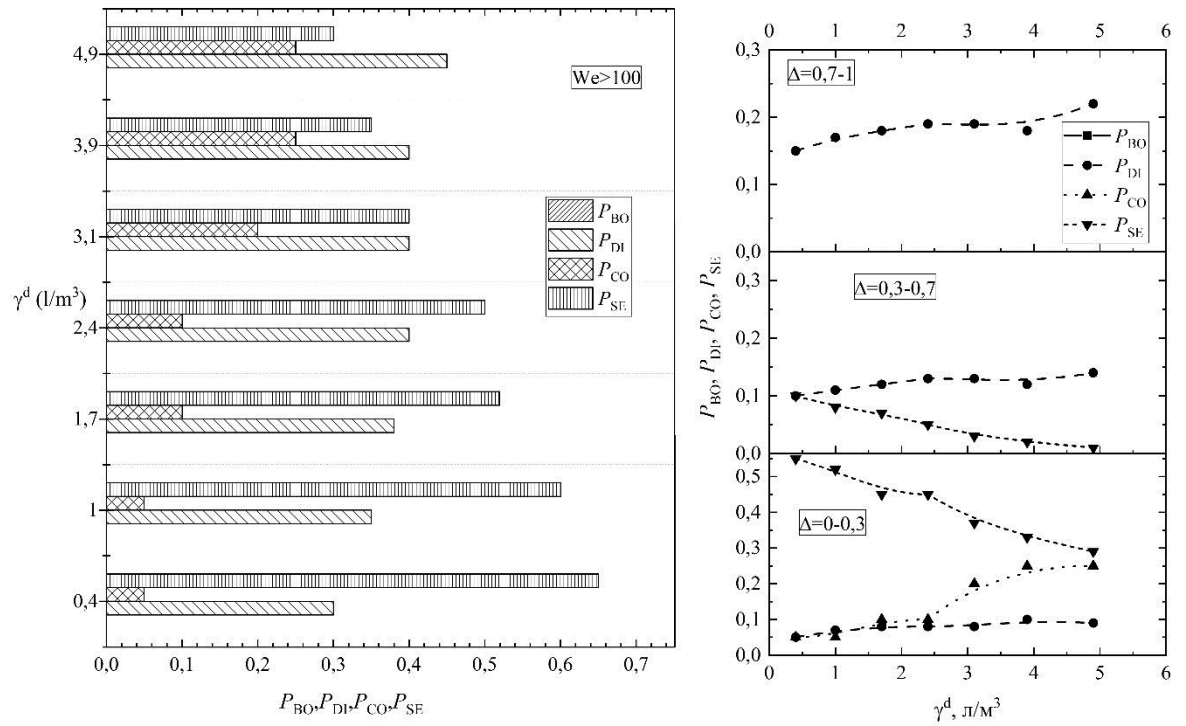 4,9
3,9
3,1
γᵈ (l/m³)
2,4
1,7
1
0,4
We>100
P_BO
P_DI
P_CO
P_SE
0,0 0,1 0,2 0,3 0,4 0,5 0,6 0,7
P_BO,P_DI,P_CO,P_SE
0 1 2 3 4 5 6
0,3
0,2
0,1
0,0
Δ=0,7-1
P_BO
P_DI
P_CO
P_SE
0,3
0,2
0,1
0,0
Δ=0,3-0,7
P_BO, P_DI, P_CO, P_SE
0,5
0,4
0,3
0,2
0,1
0,0
Δ=0-0,3
0 1 2 3 4 5 6
γᵈ, л/м³